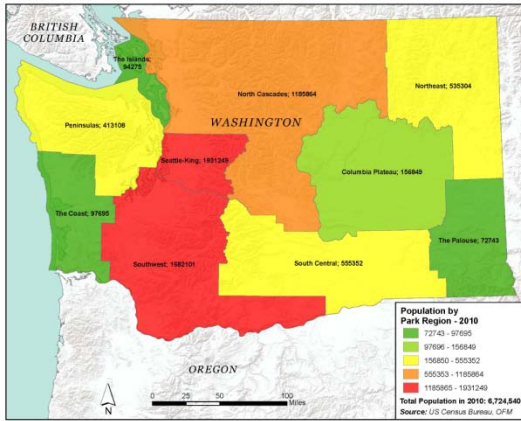 BRITISH
COLUMBIA
The Islands;
94275
North Cascades; 1185864
Northeast; 535304
WASHINGTON
Peninsulas; 413108
Seattle-King; 1931249
Columbia Plateau; 156849
The Coast; 97695
The Palouse; 72743
Southwest; 1682101
South Central; 555352
OREGON
N
0
25
50
100
Miles
Population by
Park Region - 2010
72743 - 97695
97696 - 156849
156850 - 555352
555353 - 1185864
1185865 - 1931249
Total Population in 2010: 6,724,540
Source: US Census Bureau, OFM